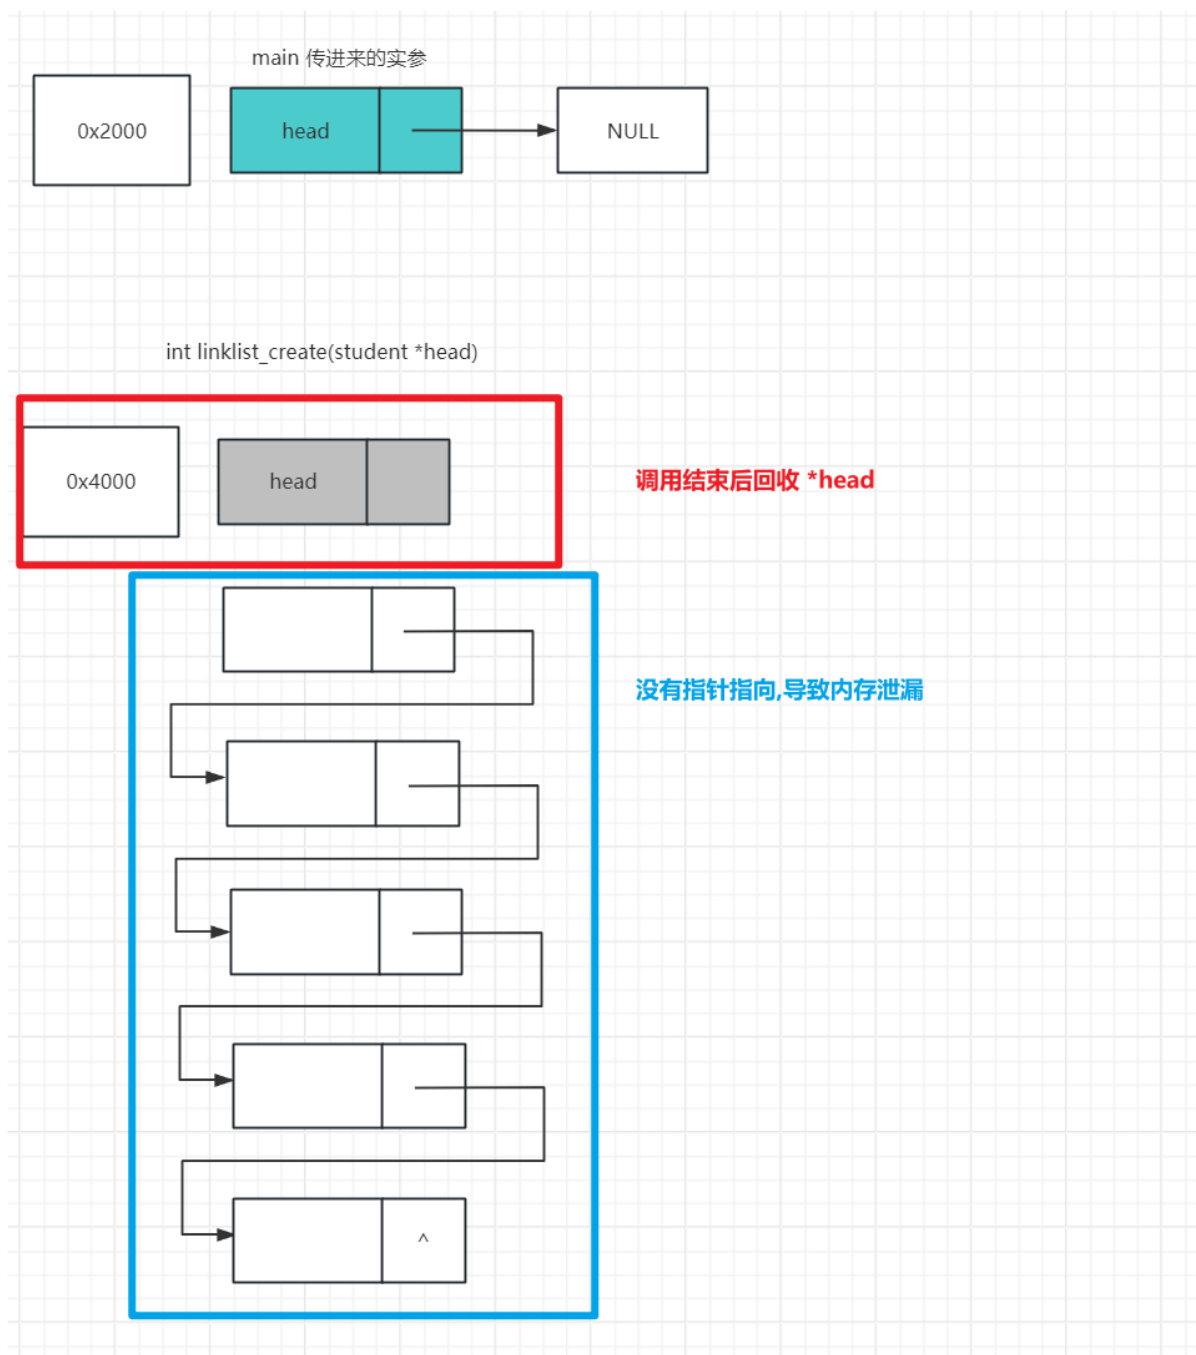 main 传进来的实参
0x2000
head
NULL
int linklist_create(student *head)
0x4000
head
调用结束后回收 *head
没有指针指向,导致内存泄漏
^